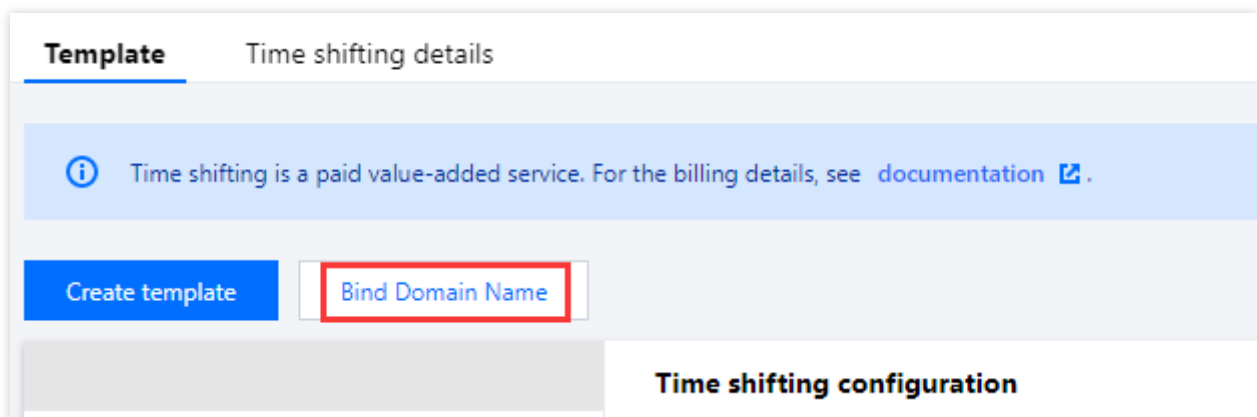 Template Time shifting details
Time shifting is a paid value-added service. For the billing details, see documentation .
Create template Bind Domain Name
Time shifting configuration